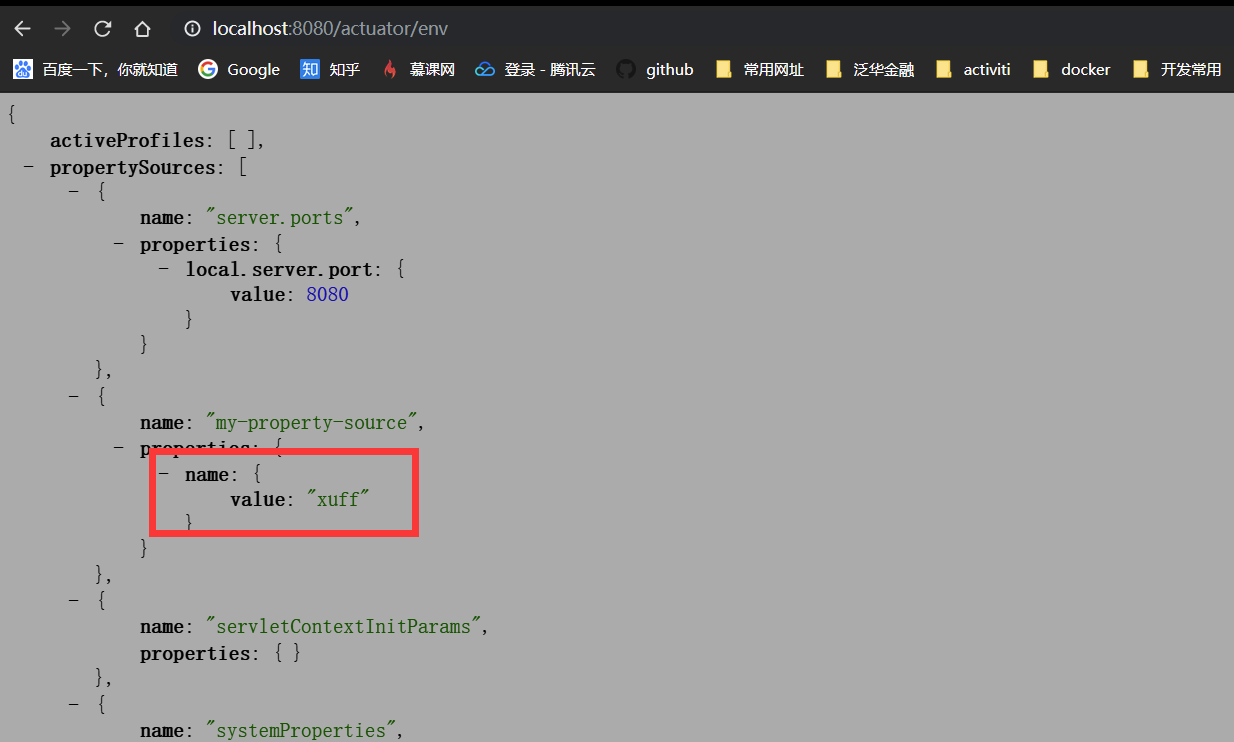 localhost:8080/actuator/env
百度一下，你就知道 Google 知 知乎 慕课网 登录 - 腾讯云 github 常用网址 泛华金融 activiti docker 开发常用
{
activeProfiles: [ ],
- propertySources: [
- {
name: "server.ports",
- properties: {
- local.server.port: {
value: 8080
}
}
},
- {
name: "my-property-source",
- properties: {
- name: {
value: "xuff"
}
}
},
- {
name: "servletContextInitParams",
properties: { }
},
- {
name: "systemProperties",